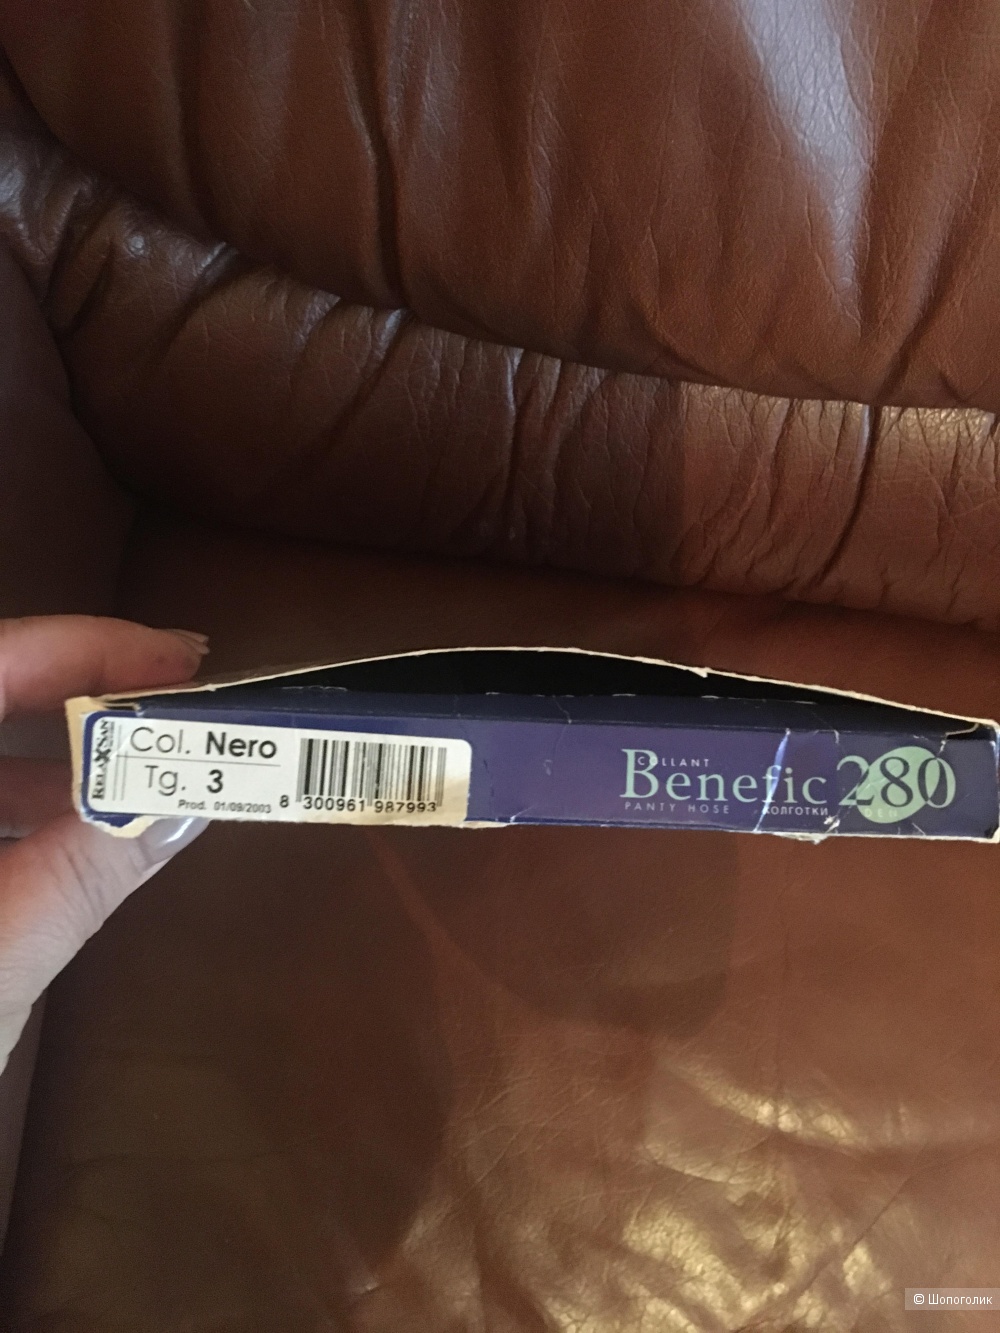 RELAXSAN
Col. Nero
Tg. 3
Prod. 01/09/2003
8 300961 987993
COLLANT
Benefic 280
PANTY HOSE КОЛГОТКИ DEN
© Шопоголик